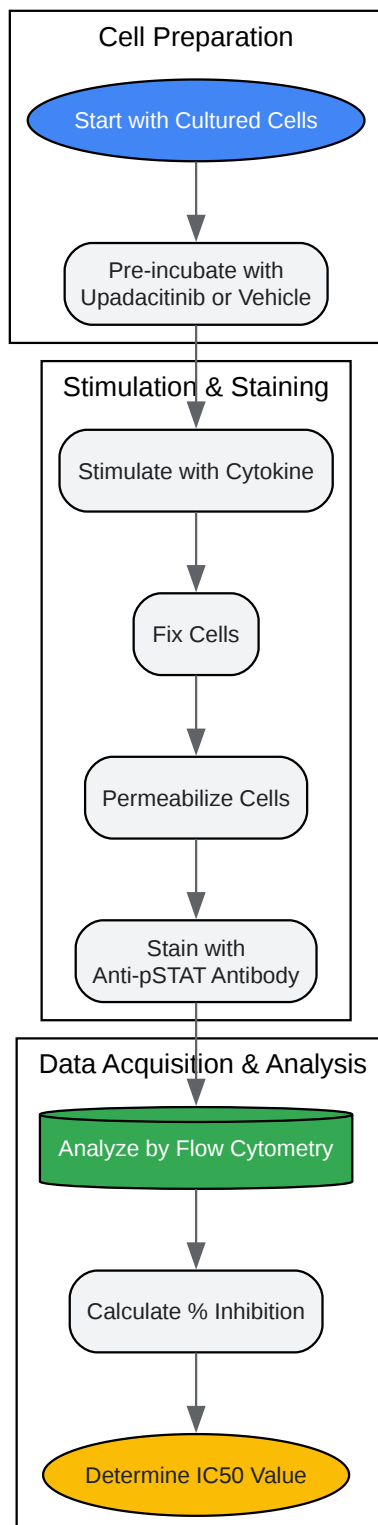 Cell Preparation
Start with Cultured Cells
Pre-incubate with
Upadacitinib or Vehicle
Stimulation & Staining
Stimulate with Cytokine
Fix Cells
Permeabilize Cells
Stain with
Anti-pSTAT Antibody
Data Acquisition & Analysis
Analyze by Flow Cytometry
Calculate % Inhibition
Determine IC50 Value